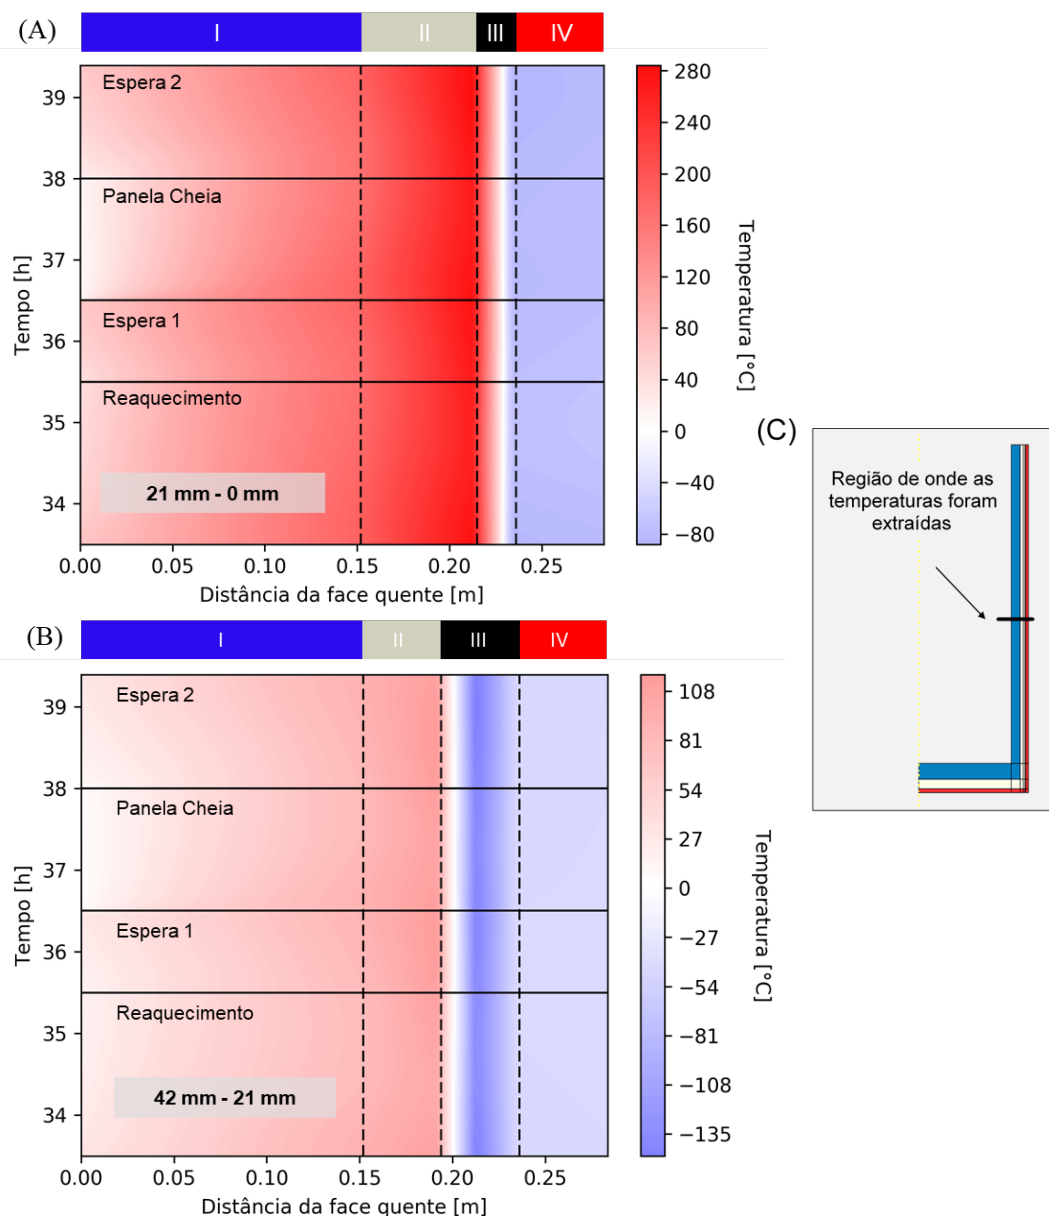 (A)
I II III IV
Espera 2
Panela Cheia
Espera 1
Reaquecimento
21 mm - 0 mm
39
38
37
36
35
34
Tempo [h]
0.00 0.05 0.10 0.15 0.20 0.25
Distância da face quente [m]
280
240
200
160
120
80
40
0
−40
−80
Temperatura [°C]
(B)
I II III IV
Espera 2
Panela Cheia
Espera 1
Reaquecimento
42 mm - 21 mm
39
38
37
36
35
34
Tempo [h]
0.00 0.05 0.10 0.15 0.20 0.25
Distância da face quente [m]
108
81
54
27
0
−27
−54
−81
−108
−135
Temperatura [°C]
(C)
Região de onde as
temperaturas foram
extraídas